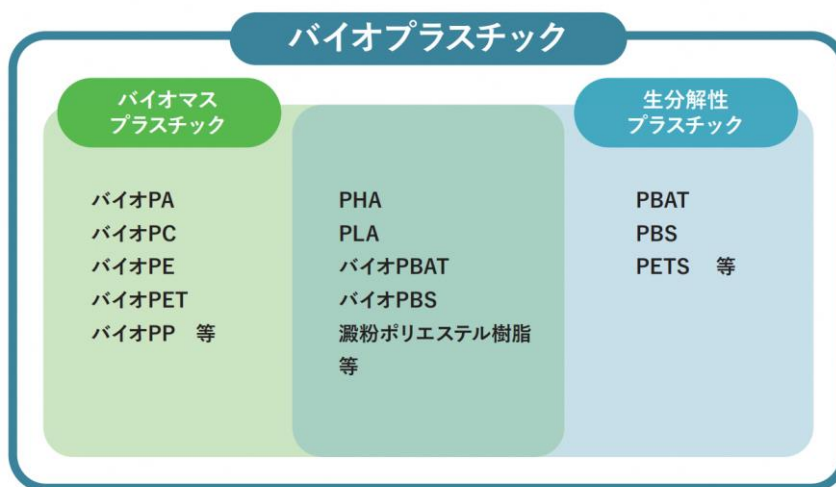 バイオプラスチック
バイオマス
プラスチック
生分解性
プラスチック
バイオPA
バイオPC
バイオPE
バイオPET
バイオPP 等
PHA
PLA
バイオPBAT
バイオPBS
澱粉ポリエステル樹脂
等
PBAT
PBS
PETS 等